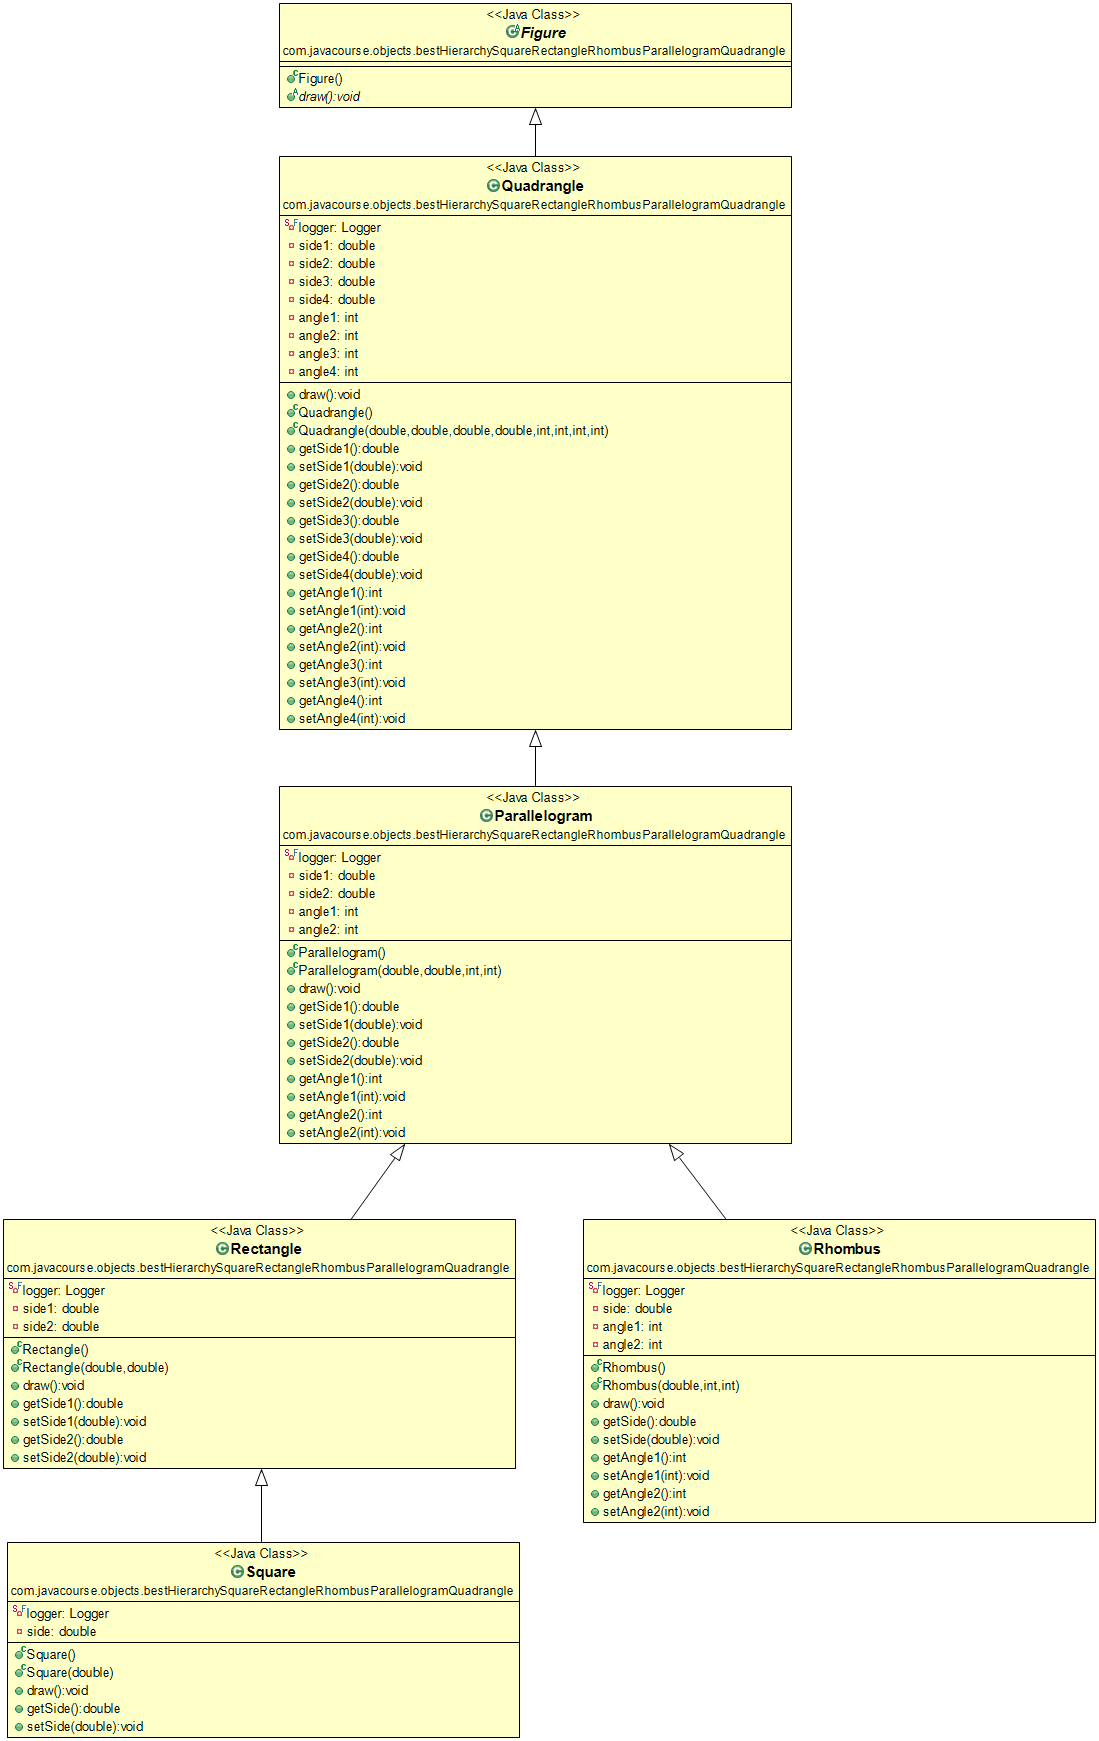 <<Java Class>>
Figure
com.javacourse.objects.bestHierarchySquareRectangleRhombusParallelogramQuadrangle
Figure()
draw():void
<<Java Class>>
Quadrangle
com.javacourse.objects.bestHierarchySquareRectangleRhombusParallelogramQuadrangle
logger: Logger
side1: double
side2: double
side3: double
side4: double
angle1: int
angle2: int
angle3: int
angle4: int
draw():void
Quadrangle()
Quadrangle(double,double,double,double,int,int,int,int)
getSide1():double
setSide1(double):void
getSide2():double
setSide2(double):void
getSide3():double
setSide3(double):void
getSide4():double
setSide4(double):void
getAngle1():int
setAngle1(int):void
getAngle2():int
setAngle2(int):void
getAngle3():int
setAngle3(int):void
getAngle4():int
setAngle4(int):void
<<Java Class>>
Parallelogram
com.javacourse.objects.bestHierarchySquareRectangleRhombusParallelogramQuadrangle
logger: Logger
side1: double
side2: double
angle1: int
angle2: int
Parallelogram()
Parallelogram(double,double,int,int)
draw():void
getSide1():double
setSide1(double):void
getSide2():double
setSide2(double):void
getAngle1():int
setAngle1(int):void
getAngle2():int
setAngle2(int):void
<<Java Class>>
Rectangle
com.javacourse.objects.bestHierarchySquareRectangleRhombusParallelogramQuadrangle
logger: Logger
side1: double
side2: double
Rectangle()
Rectangle(double,double)
draw():void
getSide1():double
setSide1(double):void
getSide2():double
setSide2(double):void
<<Java Class>>
Rhombus
com.javacourse.objects.bestHierarchySquareRectangleRhombusParallelogramQuadrangle
logger: Logger
side: double
angle1: int
angle2: int
Rhombus()
Rhombus(double,int,int)
draw():void
getSide():double
setSide(double):void
getAngle1():int
setAngle1(int):void
getAngle2():int
setAngle2(int):void
<<Java Class>>
Square
com.javacourse.objects.bestHierarchySquareRectangleRhombusParallelogramQuadrangle
logger: Logger
side: double
Square()
Square(double)
draw():void
getSide():double
setSide(double):void